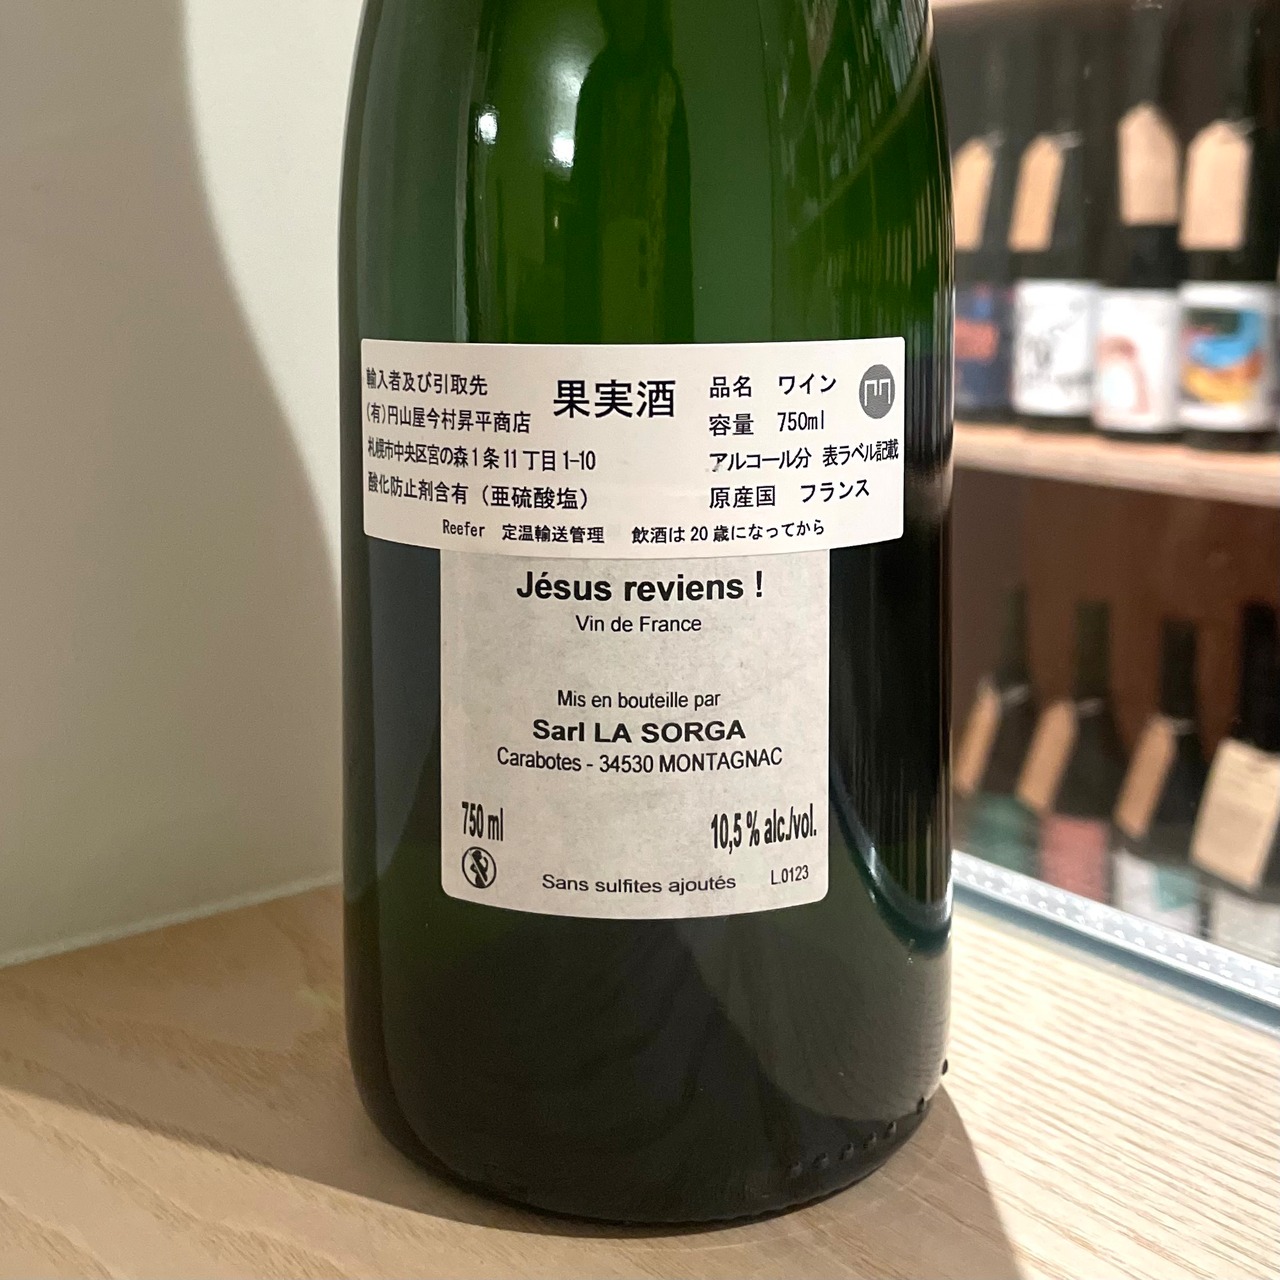 輸入者及び引取先
(有)円山屋今村昇平商店
札幌市中央区宮の森1条11丁目1-10
酸化防止剤含有（亜硫酸塩）
果実酒
品名 ワイン
容量 750ml
アルコール分 表ラベル記載
原産国 フランス
Reefer 定温輸送管理 飲酒は20歳になってから
Jésus reviens !
Vin de France
Mis en bouteille par
Sarl LA SORGA
Carabotes - 34530 MONTAGNAC
750 ml
10,5 % alc./vol.
Sans sulfites ajoutés
L.0123